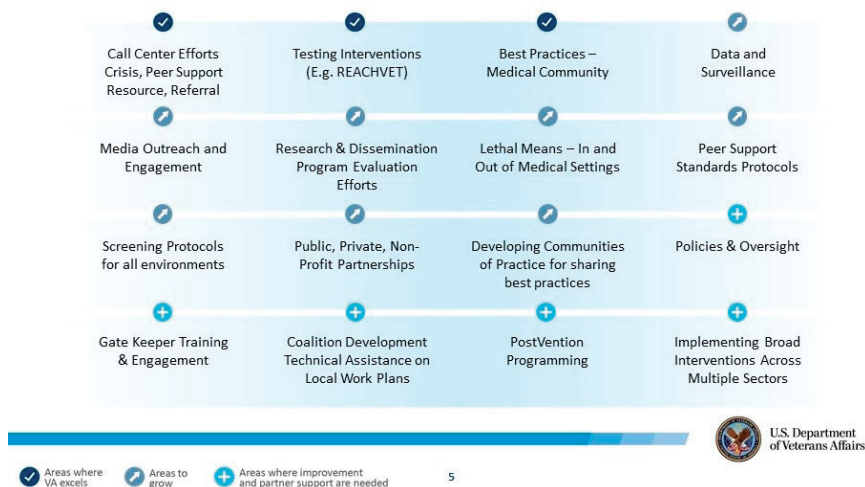 Call Center Efforts
Crisis, Peer Support
Resource, Referral
Testing Interventions
(E.g. REACHVET)
Best Practices –
Medical Community
Data and
Surveillance
Media Outreach and
Engagement
Research & Dissemination
Program Evaluation
Efforts
Lethal Means – In and
Out of Medical Settings
Peer Support
Standards Protocols
Screening Protocols
for all environments
Public, Private, Non-
Profit Partnerships
Developing Communities
of Practice for sharing
best practices
Policies & Oversight
Gate Keeper Training
& Engagement
Coalition Development
Technical Assistance on
Local Work Plans
PostVention
Programming
Implementing Broad
Interventions Across
Multiple Sectors
U.S. Department
of Veterans Affairs
Areas where
VA excels
Areas to
grow
Areas where improvement
and partner support are needed
5